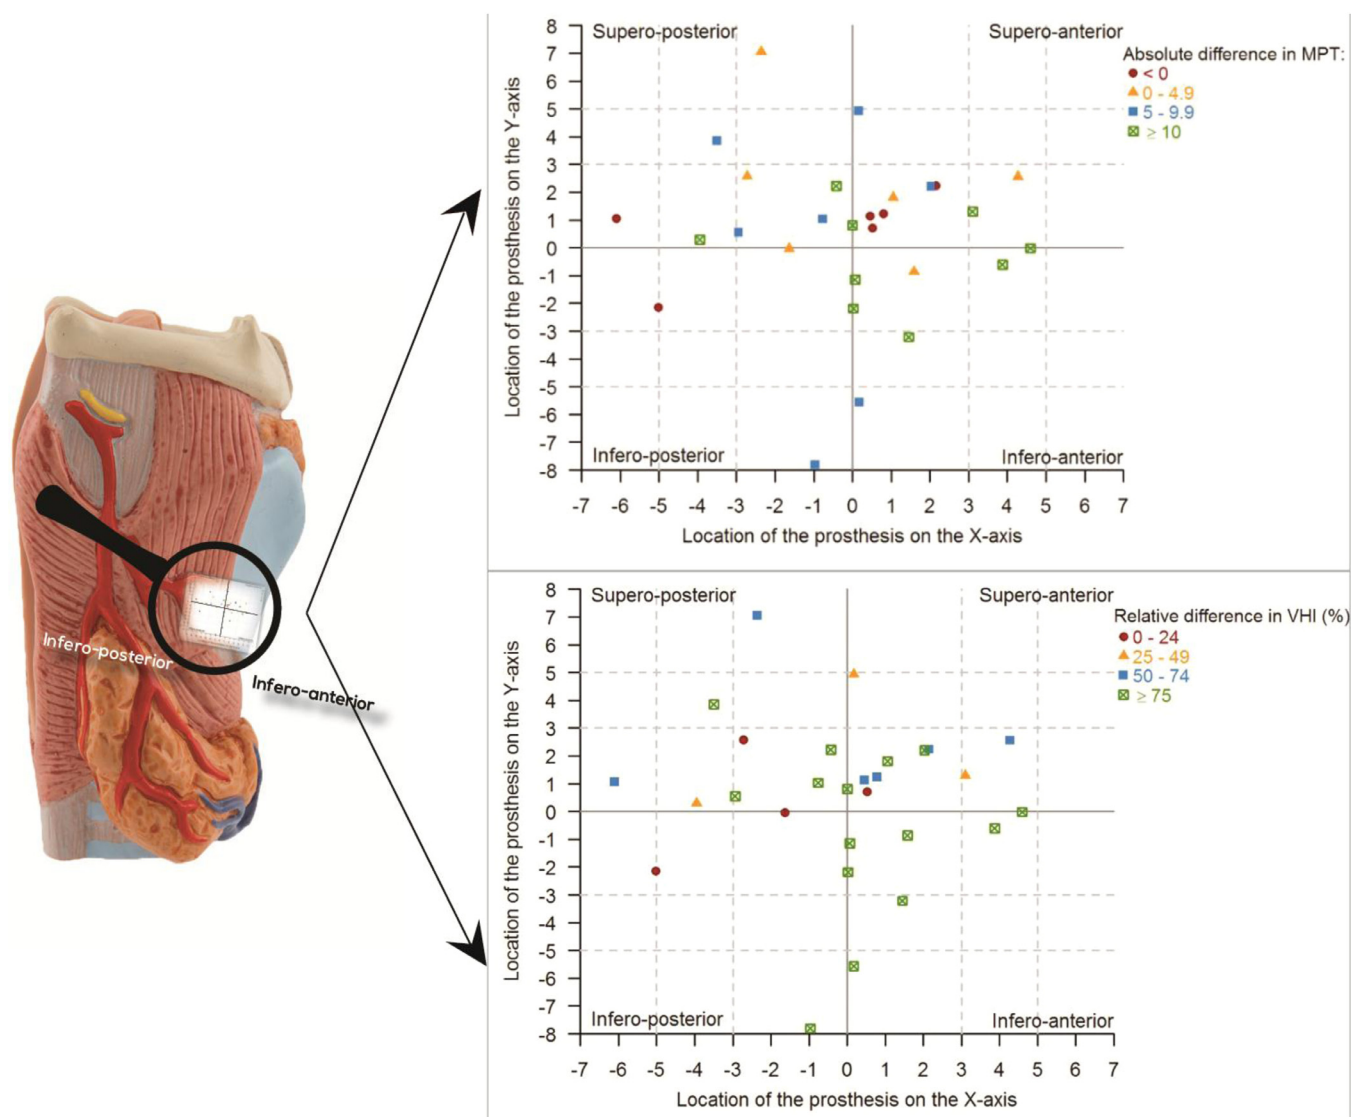 Infero-posterior
Infero-anterior
8
7
6
5
4
3
2
1
0
-1
-2
-3
-4
-5
-6
-7
-8
Location of the prosthesis on the Y-axis
Supero-posterior
Supero-anterior
Infero-posterior
Infero-anterior
-7 -6 -5 -4 -3 -2 -1 0 1 2 3 4 5 6 7
Location of the prosthesis on the X-axis
Absolute difference in MPT:
< 0
0 - 4.9
5 - 9.9
≥ 10
8
7
6
5
4
3
2
1
0
-1
-2
-3
-4
-5
-6
-7
-8
Location of the prosthesis on the Y-axis
Supero-posterior
Supero-anterior
Infero-posterior
Infero-anterior
-7 -6 -5 -4 -3 -2 -1 0 1 2 3 4 5 6 7
Location of the prosthesis on the X-axis
Relative difference in VHI (%)
0 - 24
25 - 49
50 - 74
≥ 75